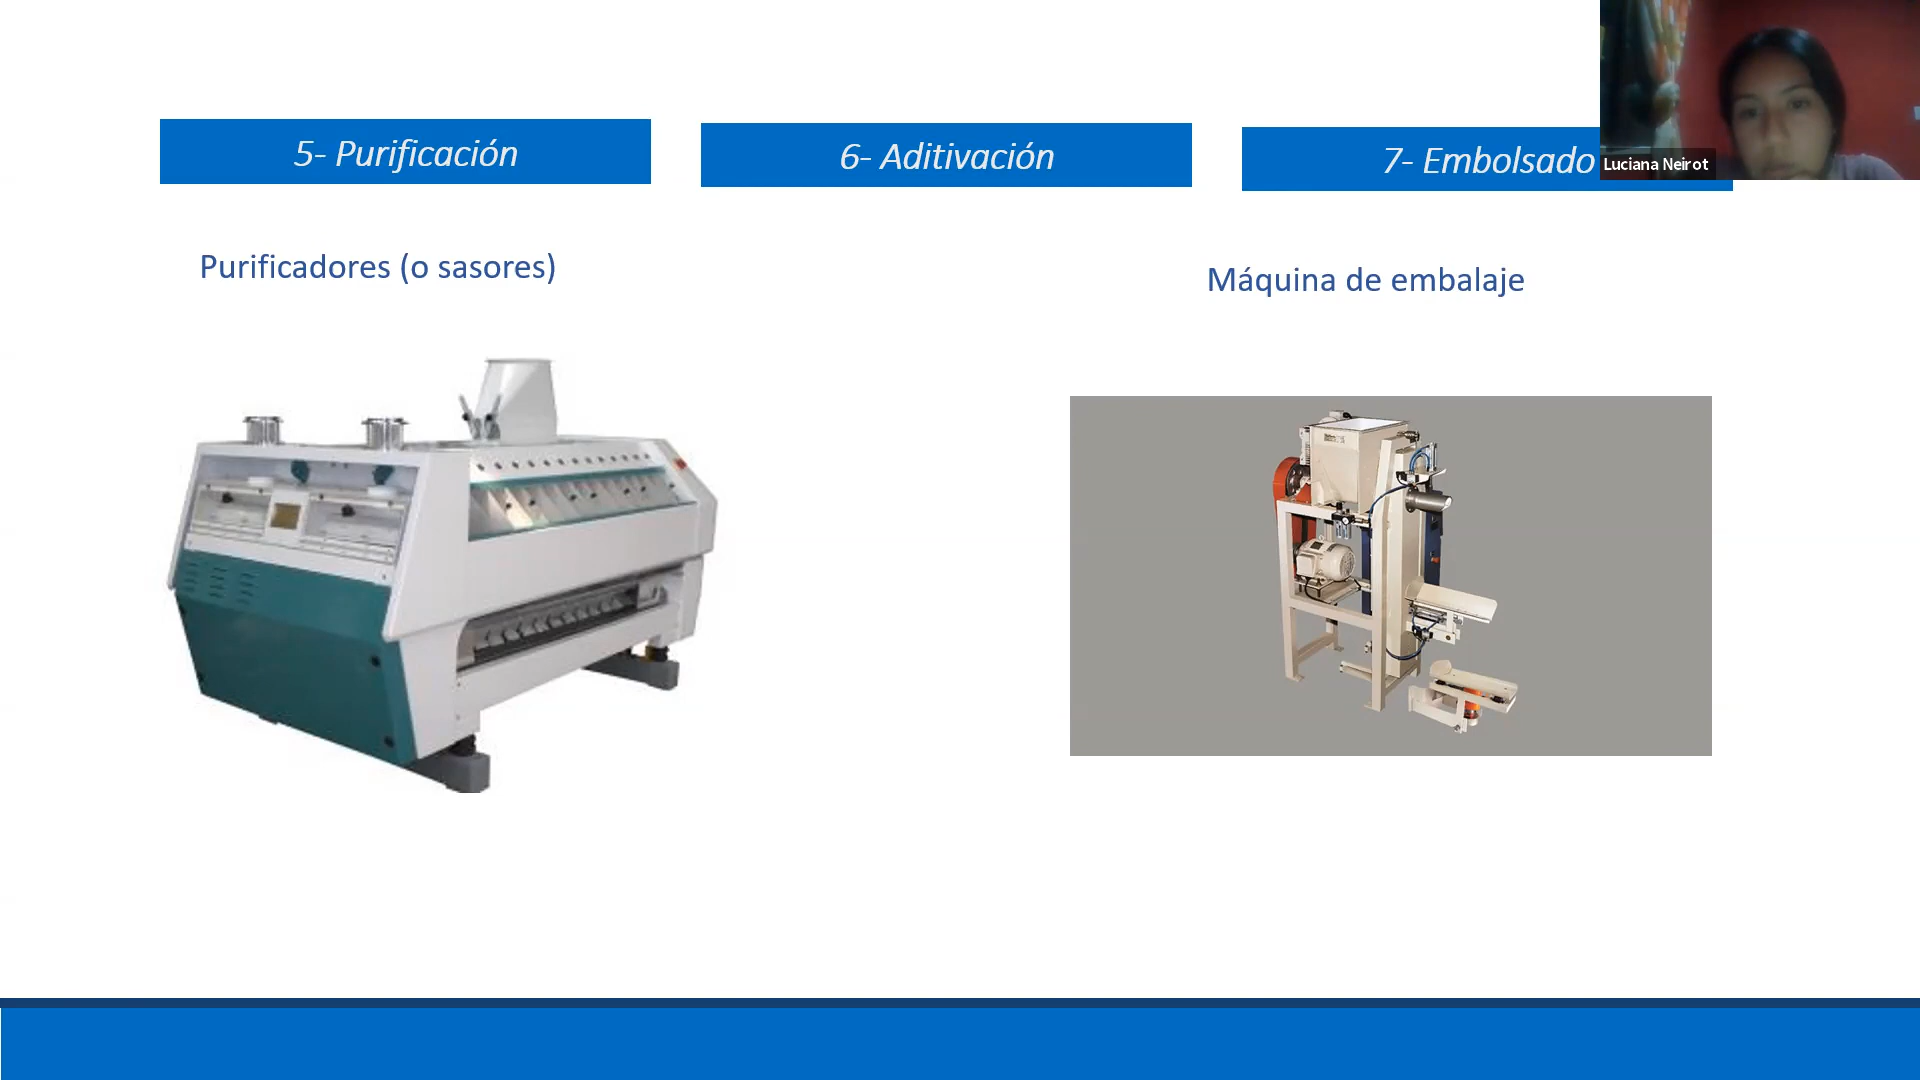 5- Purificación
6- Aditivación
7- Embolsado
Luciana Neirot
Purificadores (o sasores)
Máquina de embalaje